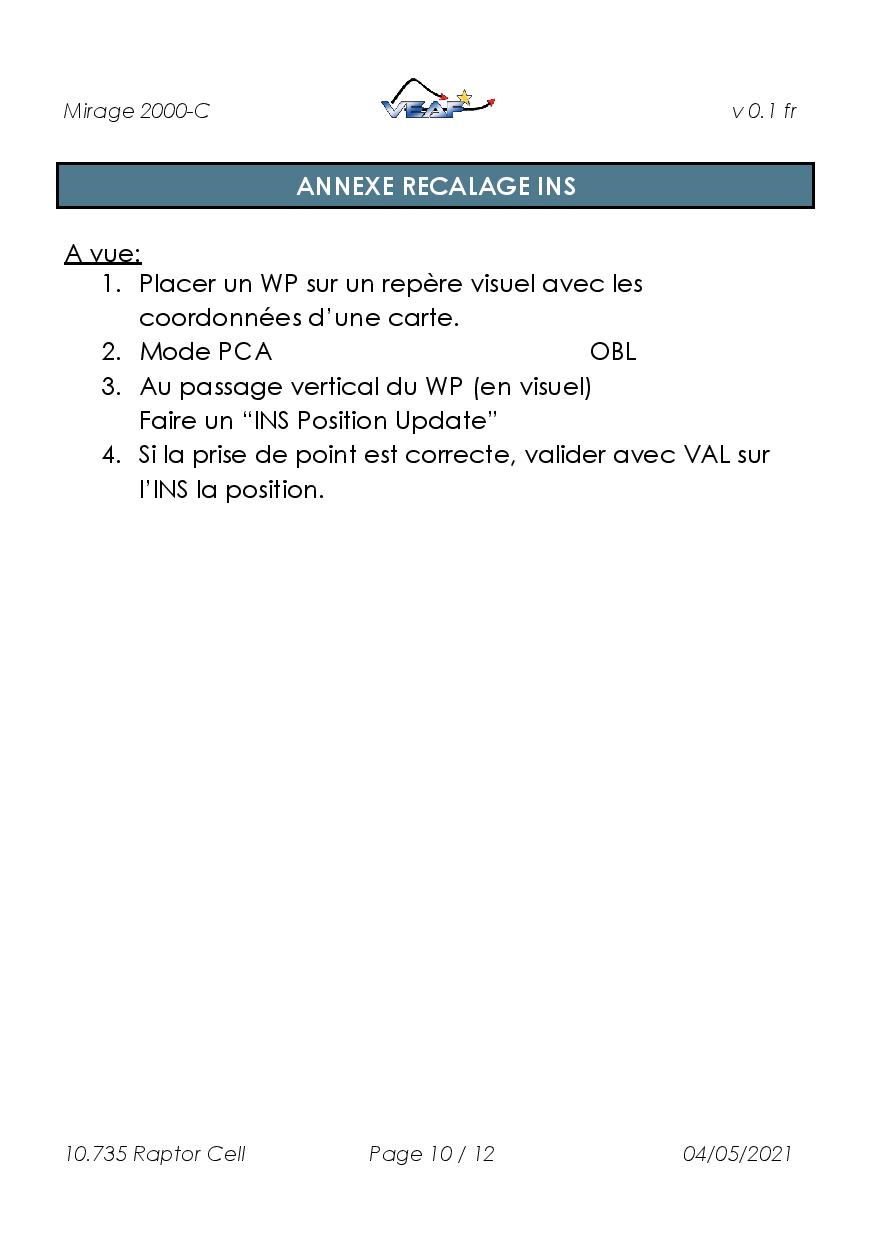 Mirage 2000-C
VEAF
v 0.1 fr
ANNEXE RECALAGE INS
A vue:
1. Placer un WP sur un repère visuel avec les
coordonnées d’une carte.
2. Mode PCA OBL
3. Au passage vertical du WP (en visuel)
Faire un “INS Position Update”
4. Si la prise de point est correcte, valider avec VAL sur
l’INS la position.
10.735 Raptor Cell Page 10 / 12 04/05/2021